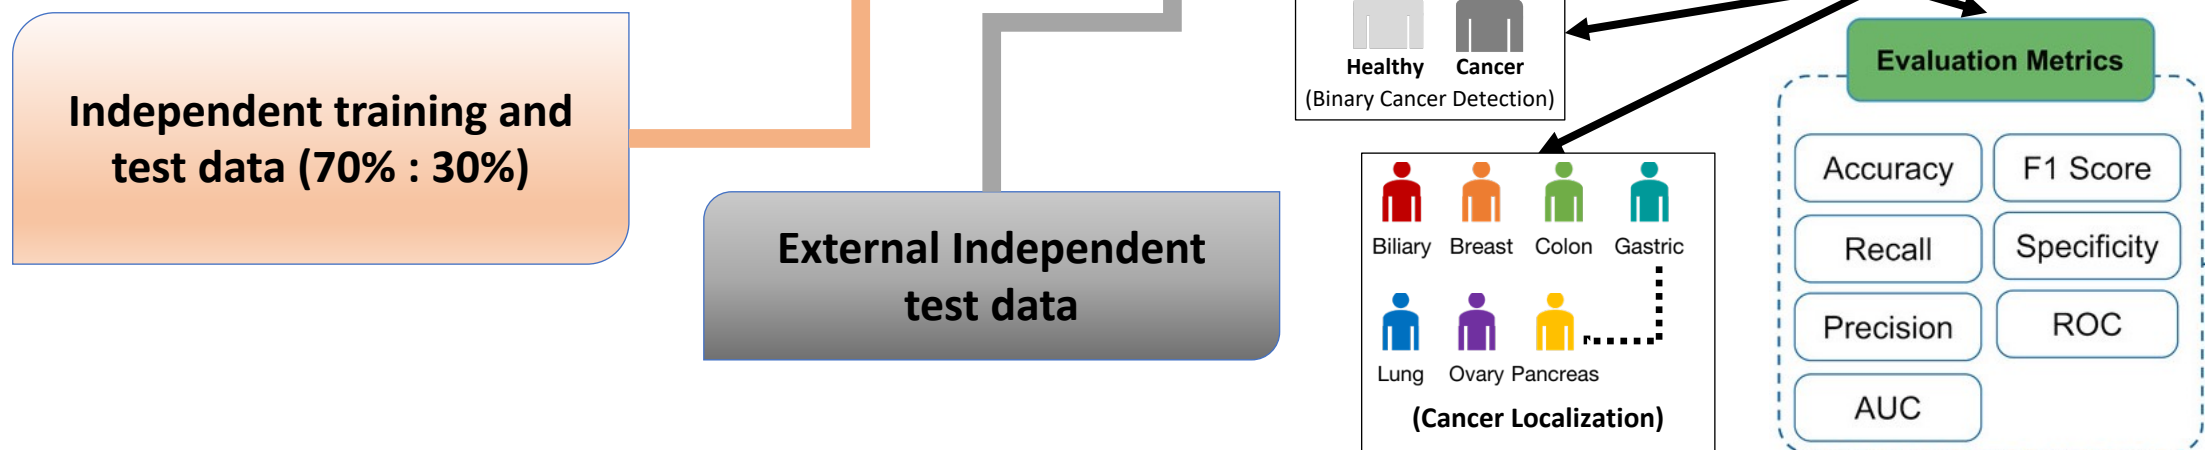 Independent training and
test data (70% : 30%)
External Independent
test data
Healthy Cancer
(Binary Cancer Detection)
Biliary Breast Colon Gastric
Lung Ovary Pancreas
(Cancer Localization)
Evaluation Metrics
Accuracy F1 Score
Recall Specificity
Precision ROC
AUC